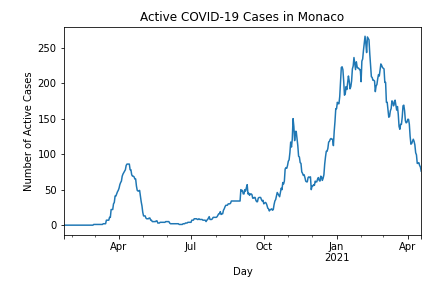 Active COVID-19 Cases in Monaco
Number of Active Cases
250
200
150
100
50
0
Apr
Jul
Oct
Jan
2021
Apr
Day